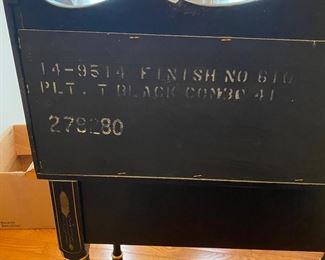 14-9514 FINISH NO 610
PLT. T BLACK COMBO 41
278280